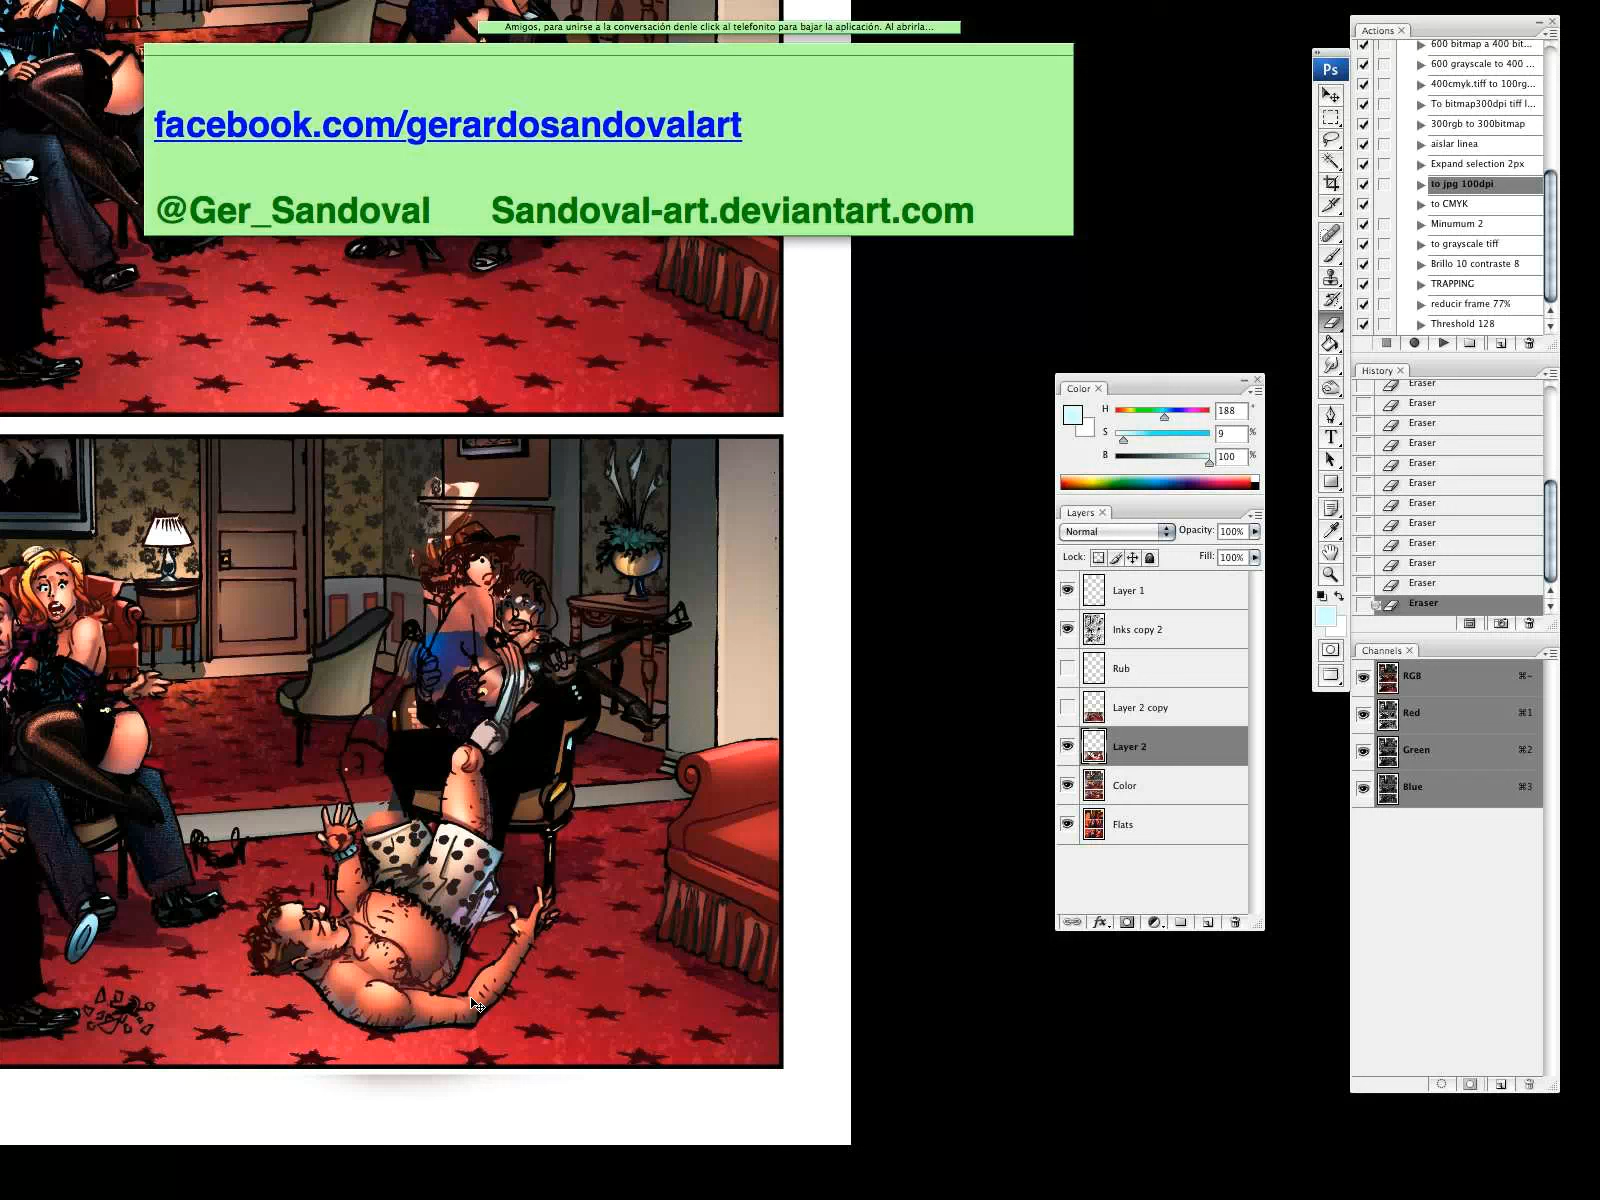 Amigos, para unirse a la conversación denle click al telefonito para bajar la aplicación. Al abrirla...
facebook.com/gerardosandovalart
@Ger_Sandoval Sandoval-art.deviantart.com
Actions
600 bitmap a 400 bit...
600 grayscale to 400 ...
400cmyk.tiff to 100rg...
To bitmap300dpi tiff l...
300rgb to 300bitmap
aislar linea
Expand selection 2px
to jpg 100dpi
to CMYK
Minumum 2
to grayscale tiff
Brillo 10 contraste 8
TRAPPING
reducir frame 77%
Threshold 128
Ps
T
History
Eraser
Eraser
Eraser
Eraser
Eraser
Eraser
Eraser
Eraser
Eraser
Eraser
Eraser
Eraser
Color
H 188 °
S 9 %
B 100 %
Layers
Normal Opacity: 100%
Lock: Fill: 100%
Layer 1
Inks copy 2
Rub
Layer 2 copy
Layer 2
Color
Flats
fx
Channels
RGB ⌘~
Red ⌘1
Green ⌘2
Blue ⌘3